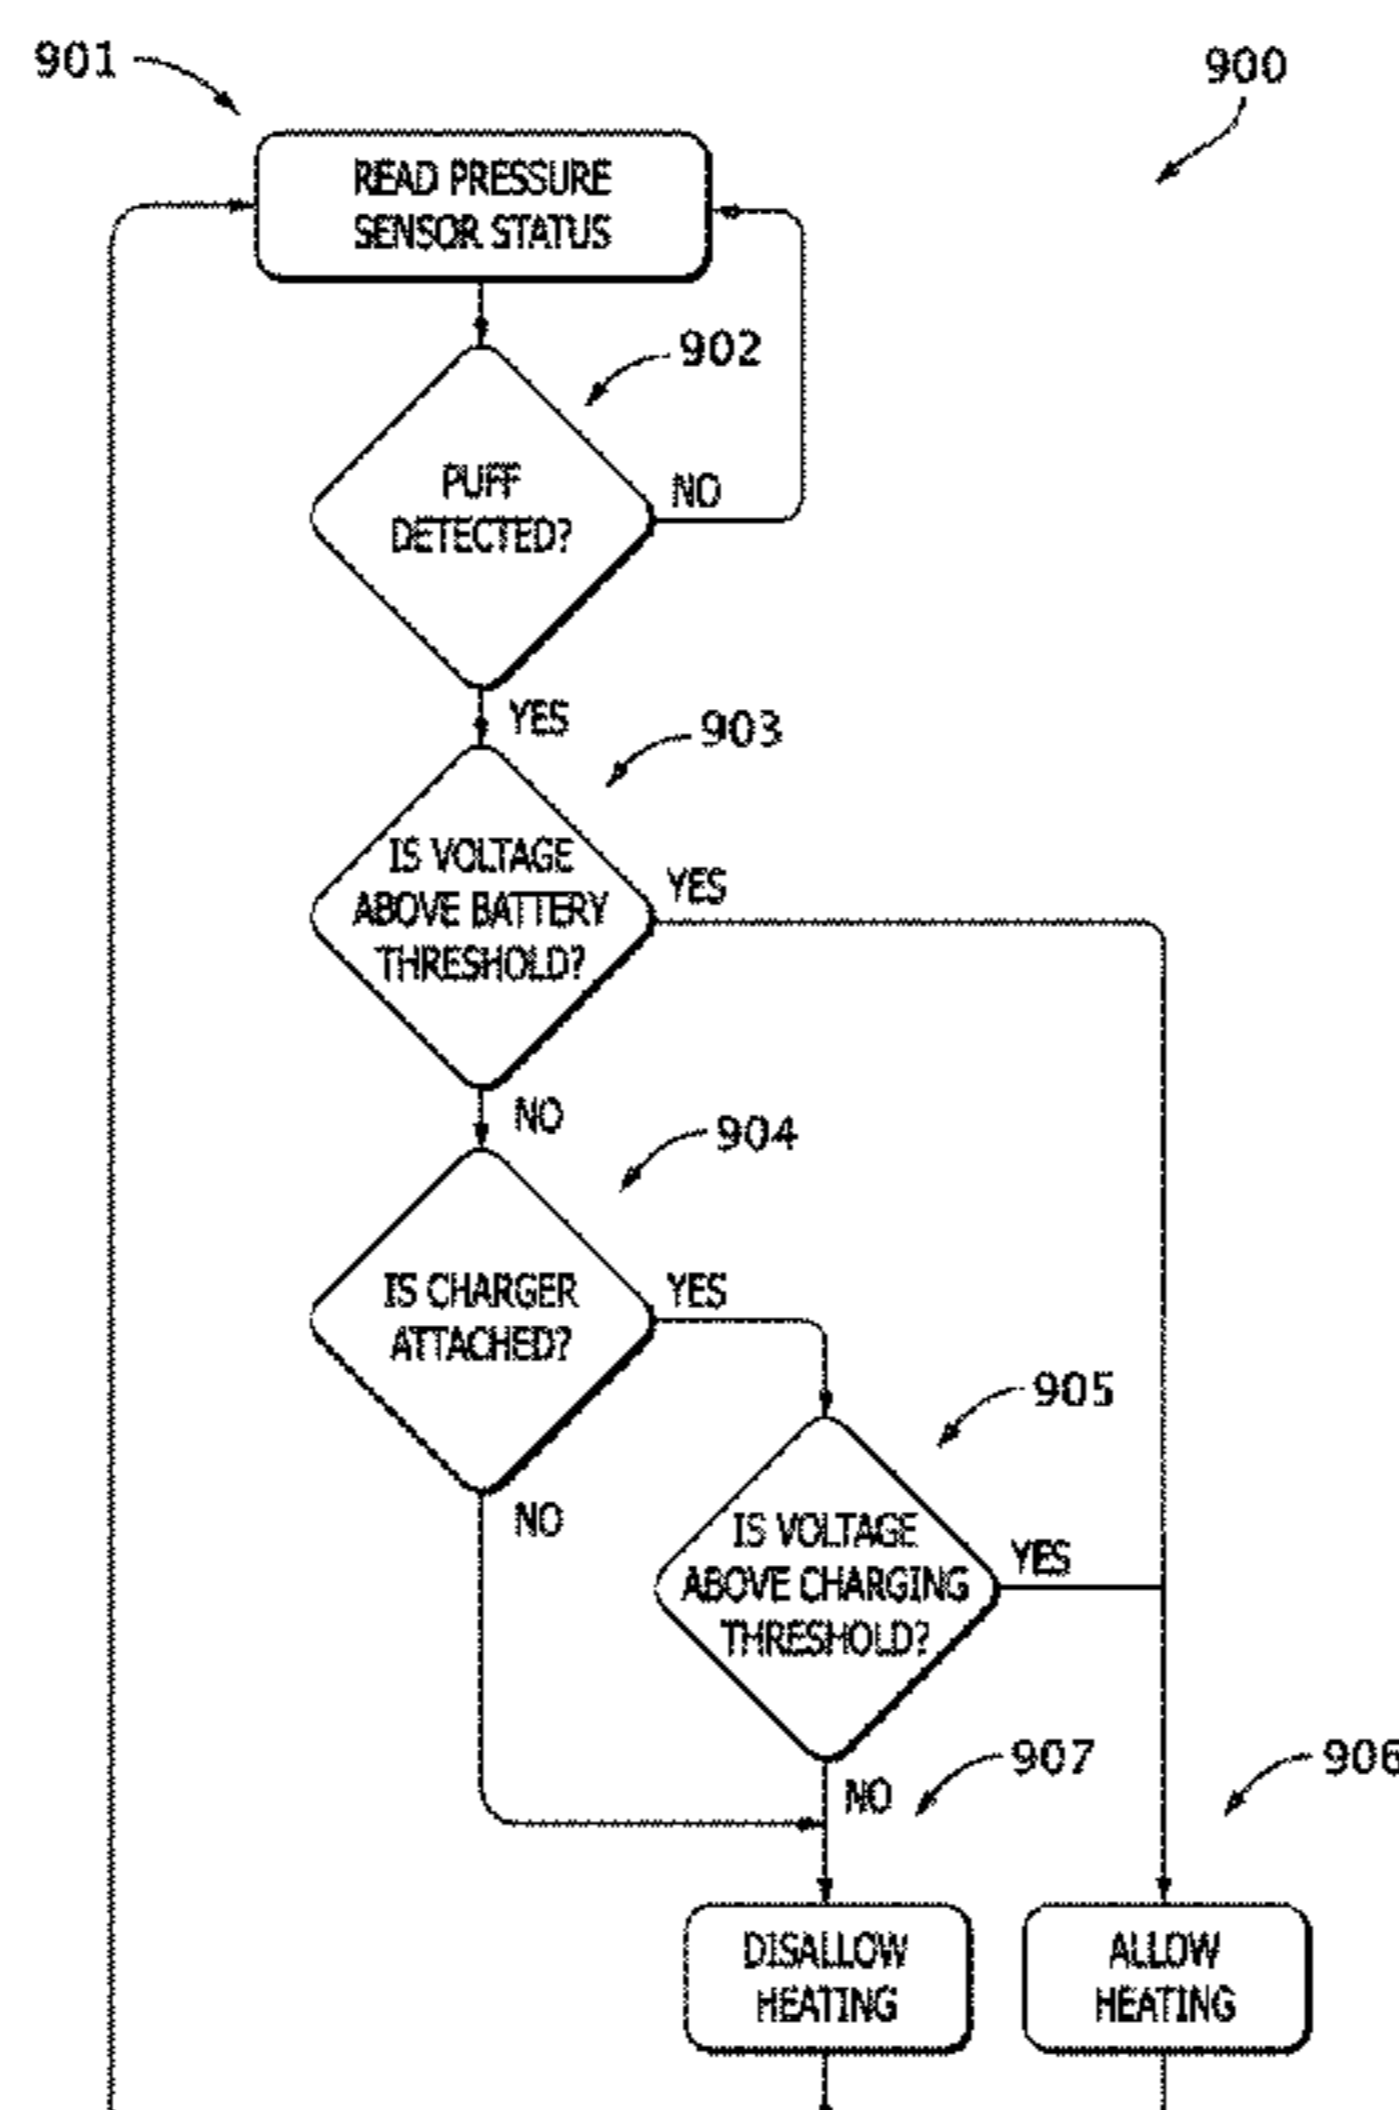 901
900
READ PRESSURE
SENSOR STATUS
902
PUFF
DETECTED?
NO
YES
903
IS VOLTAGE
ABOVE BATTERY
THRESHOLD?
YES
NO
904
IS CHARGER
ATTACHED?
YES
NO
905
IS VOLTAGE
ABOVE CHARGING
THRESHOLD?
YES
NO
907
906
DISALLOW
HEATING
ALLOW
HEATING